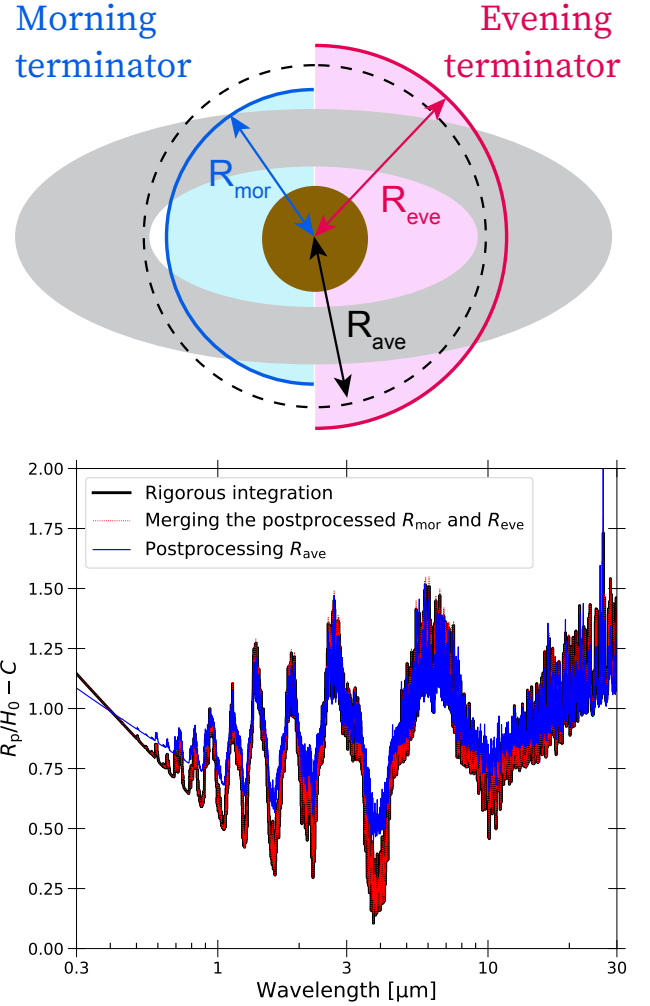 Morning
terminator
Evening
terminator
R_mor
R_eve
R_ave
2.00
1.75
1.50
1.25
1.00
0.75
0.50
0.25
0.00
R_p/H_0 − C
Rigorous integration
Merging the postprocessed R_mor and R_eve
Postprocessing R_ave
0.3
1
3
10
30
Wavelength [μm]